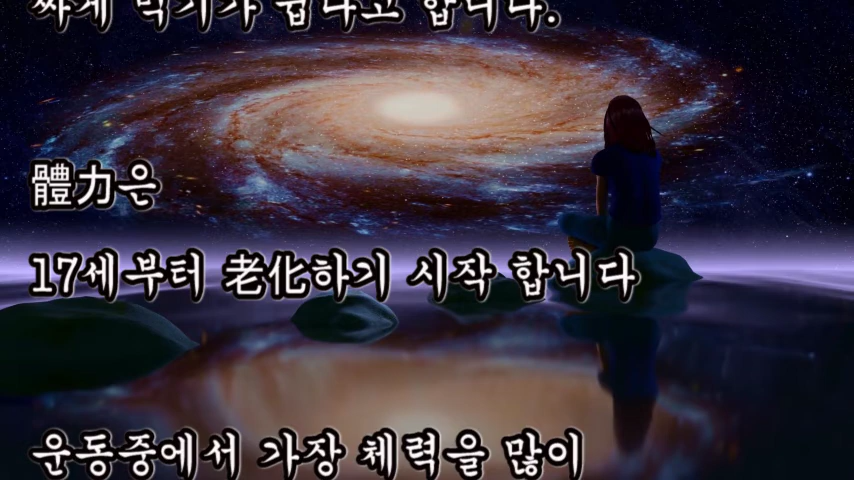 짜게 먹기가 쉽다고 합니다.
體力은
17세부터 老化하기 시작 합니다
운동중에서 가장 체력을 많이